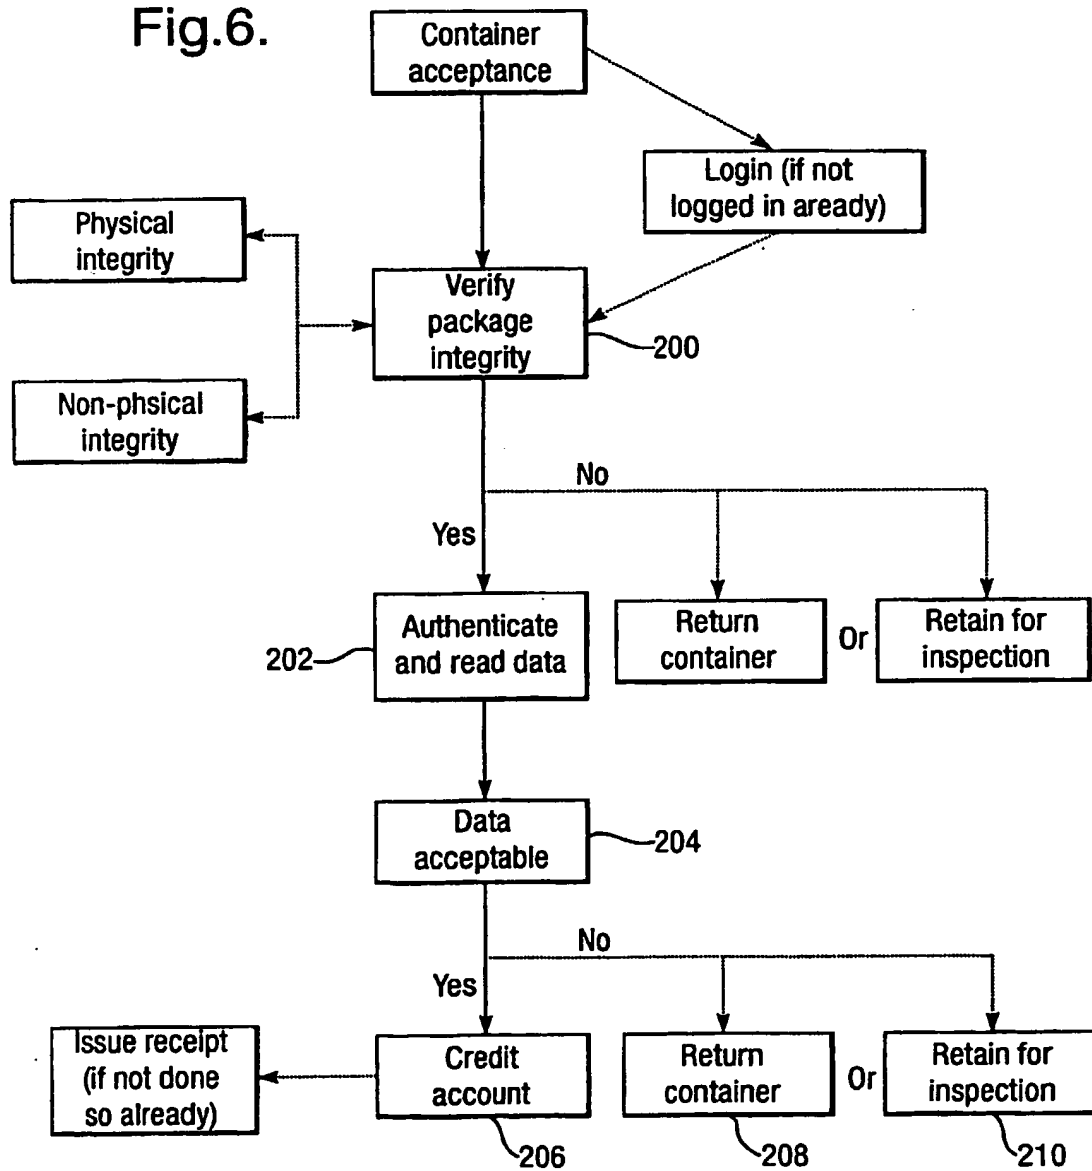 Fig.6.
Container
acceptance
Login (if not
logged in aready)
Physical
integrity
Verify
package
integrity
200
Non-phsical
integrity
No
Yes
202
Authenticate
and read data
Return
container
Or
Retain for
inspection
Data
acceptable
204
No
Yes
Issue receipt
(if not done
so already)
Credit
account
Return
container
Or
Retain for
inspection
206
208
210